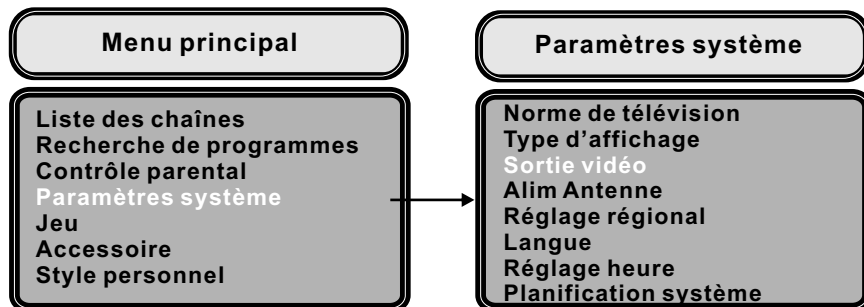 Menu principal
Liste des chaînes
Recherche de programmes
Contrôle parental
Paramètres système
Jeu
Accessoire
Style personnel
Paramètres système
Norme de télévision
Type d’affichage
Sortie vidéo
Alim Antenne
Réglage régional
Langue
Réglage heure
Planification système